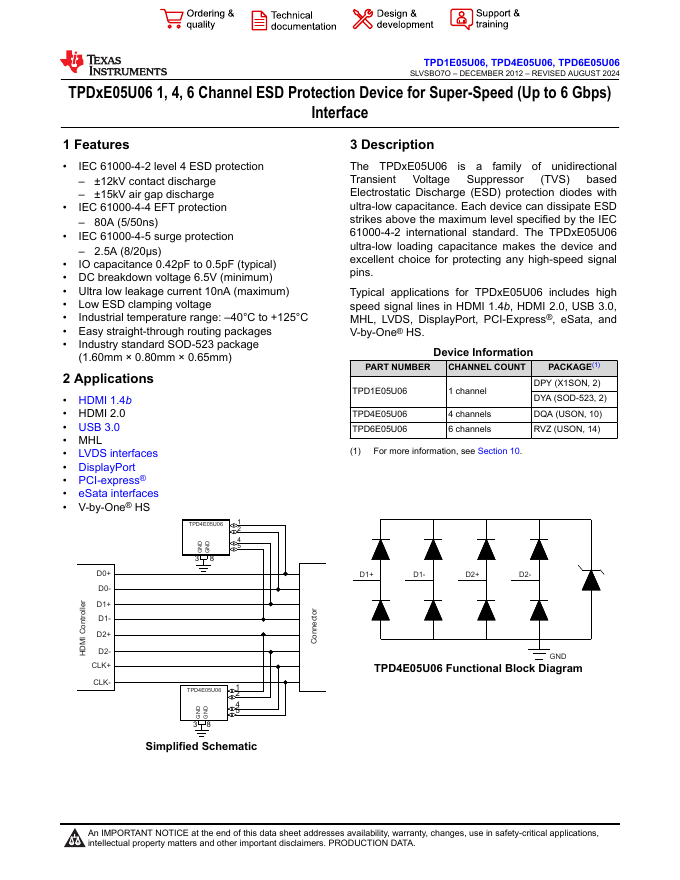 Ordering & quality
Technical documentation
Design & development
Support & training
TEXAS INSTRUMENTS
TPD1E05U06, TPD4E05U06, TPD6E05U06
SLVSBO7O – DECEMBER 2012 – REVISED AUGUST 2024
TPDxE05U06 1, 4, 6 Channel ESD Protection Device for Super-Speed (Up to 6 Gbps)
Interface
1 Features
• IEC 61000-4-2 level 4 ESD protection
– ±12kV contact discharge
– ±15kV air gap discharge
• IEC 61000-4-4 EFT protection
– 80A (5/50ns)
• IEC 61000-4-5 surge protection
– 2.5A (8/20µs)
• IO capacitance 0.42pF to 0.5pF (typical)
• DC breakdown voltage 6.5V (minimum)
• Ultra low leakage current 10nA (maximum)
• Low ESD clamping voltage
• Industrial temperature range: –40°C to +125°C
• Easy straight-through routing packages
• Industry standard SOD-523 package
(1.60mm × 0.80mm × 0.65mm)
2 Applications
• HDMI 1.4b
• HDMI 2.0
• USB 3.0
• MHL
• LVDS interfaces
• DisplayPort
• PCI-express®
• eSata interfaces
• V-by-One® HS
3 Description
The TPDxE05U06 is a family of unidirectional
Transient Voltage Suppressor (TVS) based
Electrostatic Discharge (ESD) protection diodes with
ultra-low capacitance. Each device can dissipate ESD
strikes above the maximum level specified by the IEC
61000-4-2 international standard. The TPDxE05U06
ultra-low loading capacitance makes the device and
excellent choice for protecting any high-speed signal
pins.
Typical applications for TPDxE05U06 includes high
speed signal lines in HDMI 1.4b, HDMI 2.0, USB 3.0,
MHL, LVDS, DisplayPort, PCI-Express®, eSata, and
V-by-One® HS.
Device Information
PART NUMBER CHANNEL COUNT PACKAGE(1)
TPD1E05U06 1 channel DPY (X1SON, 2)
DYA (SOD-523, 2)
TPD4E05U06 4 channels DQA (USON, 10)
TPD6E05U06 6 channels RVZ (USON, 14)
(1) For more information, see Section 10.
TPD4E05U06
GND
GND
1
2
4
5
3 8
HDMI Controller
D0+
D0-
D1+
D1-
D2+
D2-
CLK+
CLK-
Connector
TPD4E05U06
GND
GND
1
2
4
5
3 8
Simplified Schematic
D1+ D1- D2+ D2-
GND
TPD4E05U06 Functional Block Diagram
An IMPORTANT NOTICE at the end of this data sheet addresses availability, warranty, changes, use in safety-critical applications,
intellectual property matters and other important disclaimers. PRODUCTION DATA.